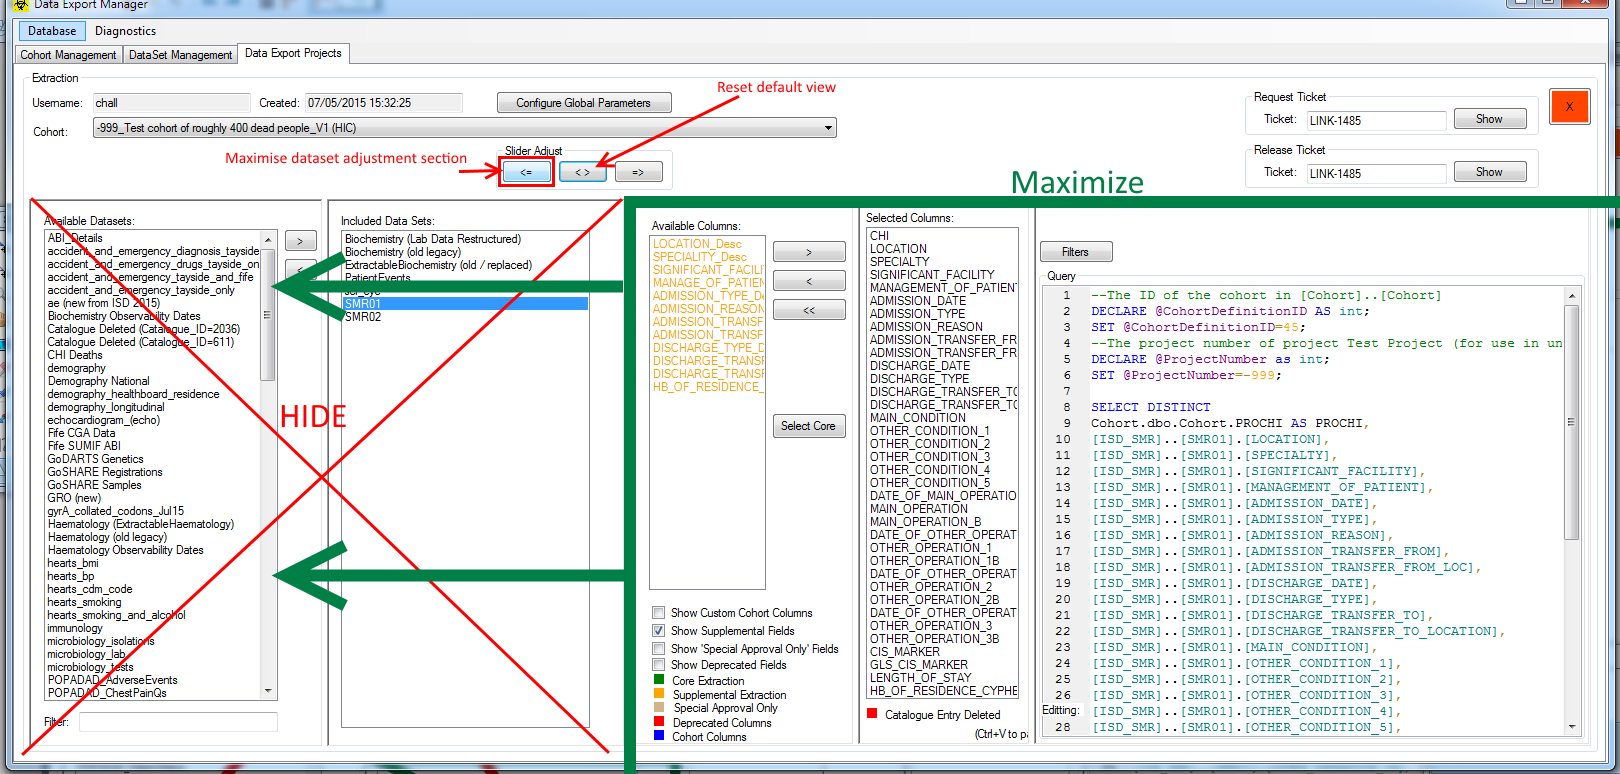 Data Export Manager
Database Diagnostics
Cohort Management DataSet Management Data Export Projects
Extraction
Username: chall Created: 07/05/2015 15:32:25 Configure Global Parameters
Reset default view
Cohort: -999_Test cohort of roughly 400 dead people_V1 (HIC)
Request Ticket
Ticket: LINK-1485 Show
X
Release Ticket
Ticket: LINK-1485 Show
Maximise dataset adjustment section
Slider Adjust
<= < > =>
Maximize
HIDE
Available Datasets:
ABI_Details
accident_and_emergency_diagnosis_tayside
accident_and_emergency_drugs_tayside_on
accident_and_emergency_tayside_and_fife
accident_and_emergency_tayside_only
ae (new from ISD 2015)
Biochemistry Observability Dates
Catalogue Deleted (Catalogue_ID=2036)
Catalogue Deleted (Catalogue_ID=611)
CHI Deaths
demography
Demography National
demography_healthboard_residence
demography_longitudinal
echocardiogram_(echo)
Fife CGA Data
Fife SUMIF ABI
GoDARTS Genetics
GoSHARE Registrations
GoSHARE Samples
GRO (new)
gyrA_collated_codons_Jul15
Haematology (ExtractableHaematology)
Haematology (old legacy)
Haematology Observability Dates
hearts_bmi
hearts_bp
hearts_cdm_code
hearts_smoking
hearts_smoking_and_alcohol
immunology
microbiology_isolations
microbiology_lab
microbiology_tests
POPADAD_AdverseEvents
POPADAD_ChestPainQs
Filter:
>
<
Included Data Sets:
Biochemistry (Lab Data Restructured)
Biochemistry (old legacy)
ExtractableBiochemistry (old / replaced)
PatientEvents
SMR01
SMR02
Available Columns:
LOCATION_Desc
SPECIALITY_Desc
SIGNIFICANT_FACILI
MANAGE_OF_PATIEN
ADMISSION_TYPE_De
ADMISSION_REASON
ADMISSION_TRANSF
ADMISSION_TRANSF
DISCHARGE_TYPE_D
DISCHARGE_TRANSF
DISCHARGE_TRANSF
HB_OF_RESIDENCE_
>
<
<<
Select Core
Show Custom Cohort Columns
Show Supplemental Fields
Show 'Special Approval Only' Fields
Show Deprecated Fields
Core Extraction
Supplemental Extraction
Special Approval Only
Deprecated Columns
Cohort Columns
Selected Columns:
CHI
LOCATION
SPECIALTY
SIGNIFICANT_FACILITY
MANAGEMENT_OF_PATIENT
ADMISSION_DATE
ADMISSION_TYPE
ADMISSION_REASON
ADMISSION_TRANSFER_FR
ADMISSION_TRANSFER_FR
DISCHARGE_DATE
DISCHARGE_TYPE
DISCHARGE_TRANSFER_TO
DISCHARGE_TRANSFER_TO
MAIN_CONDITION
OTHER_CONDITION_1
OTHER_CONDITION_2
OTHER_CONDITION_3
OTHER_CONDITION_4
OTHER_CONDITION_5
DATE_OF_MAIN_OPERATIO
MAIN_OPERATION
MAIN_OPERATION_B
DATE_OF_OTHER_OPERAT
OTHER_OPERATION_1
OTHER_OPERATION_1B
DATE_OF_OTHER_OPERAT
OTHER_OPERATION_2
OTHER_OPERATION_2B
DATE_OF_OTHER_OPERAT
OTHER_OPERATION_3
OTHER_OPERATION_3B
CIS_MARKER
GLS_CIS_MARKER
LENGTH_OF_STAY
HB_OF_RESIDENCE_CYPHE
Catalogue Entry Deleted
(Ctrl+V to pa
Filters
Query
1 --The ID of the cohort in [Cohort]..[Cohort]
2 DECLARE @CohortDefinitionID AS int;
3 SET @CohortDefinitionID=45;
4 --The project number of project Test Project (for use in un
5 DECLARE @ProjectNumber as int;
6 SET @ProjectNumber=-999;
7
8 SELECT DISTINCT
9 Cohort.dbo.Cohort.PROCHI AS PROCHI,
10 [ISD_SMR]..[SMR01].[LOCATION],
11 [ISD_SMR]..[SMR01].[SPECIALTY],
12 [ISD_SMR]..[SMR01].[SIGNIFICANT_FACILITY],
13 [ISD_SMR]..[SMR01].[MANAGEMENT_OF_PATIENT],
14 [ISD_SMR]..[SMR01].[ADMISSION_DATE],
15 [ISD_SMR]..[SMR01].[ADMISSION_TYPE],
16 [ISD_SMR]..[SMR01].[ADMISSION_REASON],
17 [ISD_SMR]..[SMR01].[ADMISSION_TRANSFER_FROM],
18 [ISD_SMR]..[SMR01].[ADMISSION_TRANSFER_FROM_LOC],
19 [ISD_SMR]..[SMR01].[DISCHARGE_DATE],
20 [ISD_SMR]..[SMR01].[DISCHARGE_TYPE],
21 [ISD_SMR]..[SMR01].[DISCHARGE_TRANSFER_TO],
22 [ISD_SMR]..[SMR01].[DISCHARGE_TRANSFER_TO_LOCATION],
23 [ISD_SMR]..[SMR01].[MAIN_CONDITION],
24 [ISD_SMR]..[SMR01].[OTHER_CONDITION_1],
25 [ISD_SMR]..[SMR01].[OTHER_CONDITION_2],
26 [ISD_SMR]..[SMR01].[OTHER_CONDITION_3],
27 [ISD_SMR]..[SMR01].[OTHER_CONDITION_4],
28 [ISD_SMR]..[SMR01].[OTHER_CONDITION_5],
Editting: